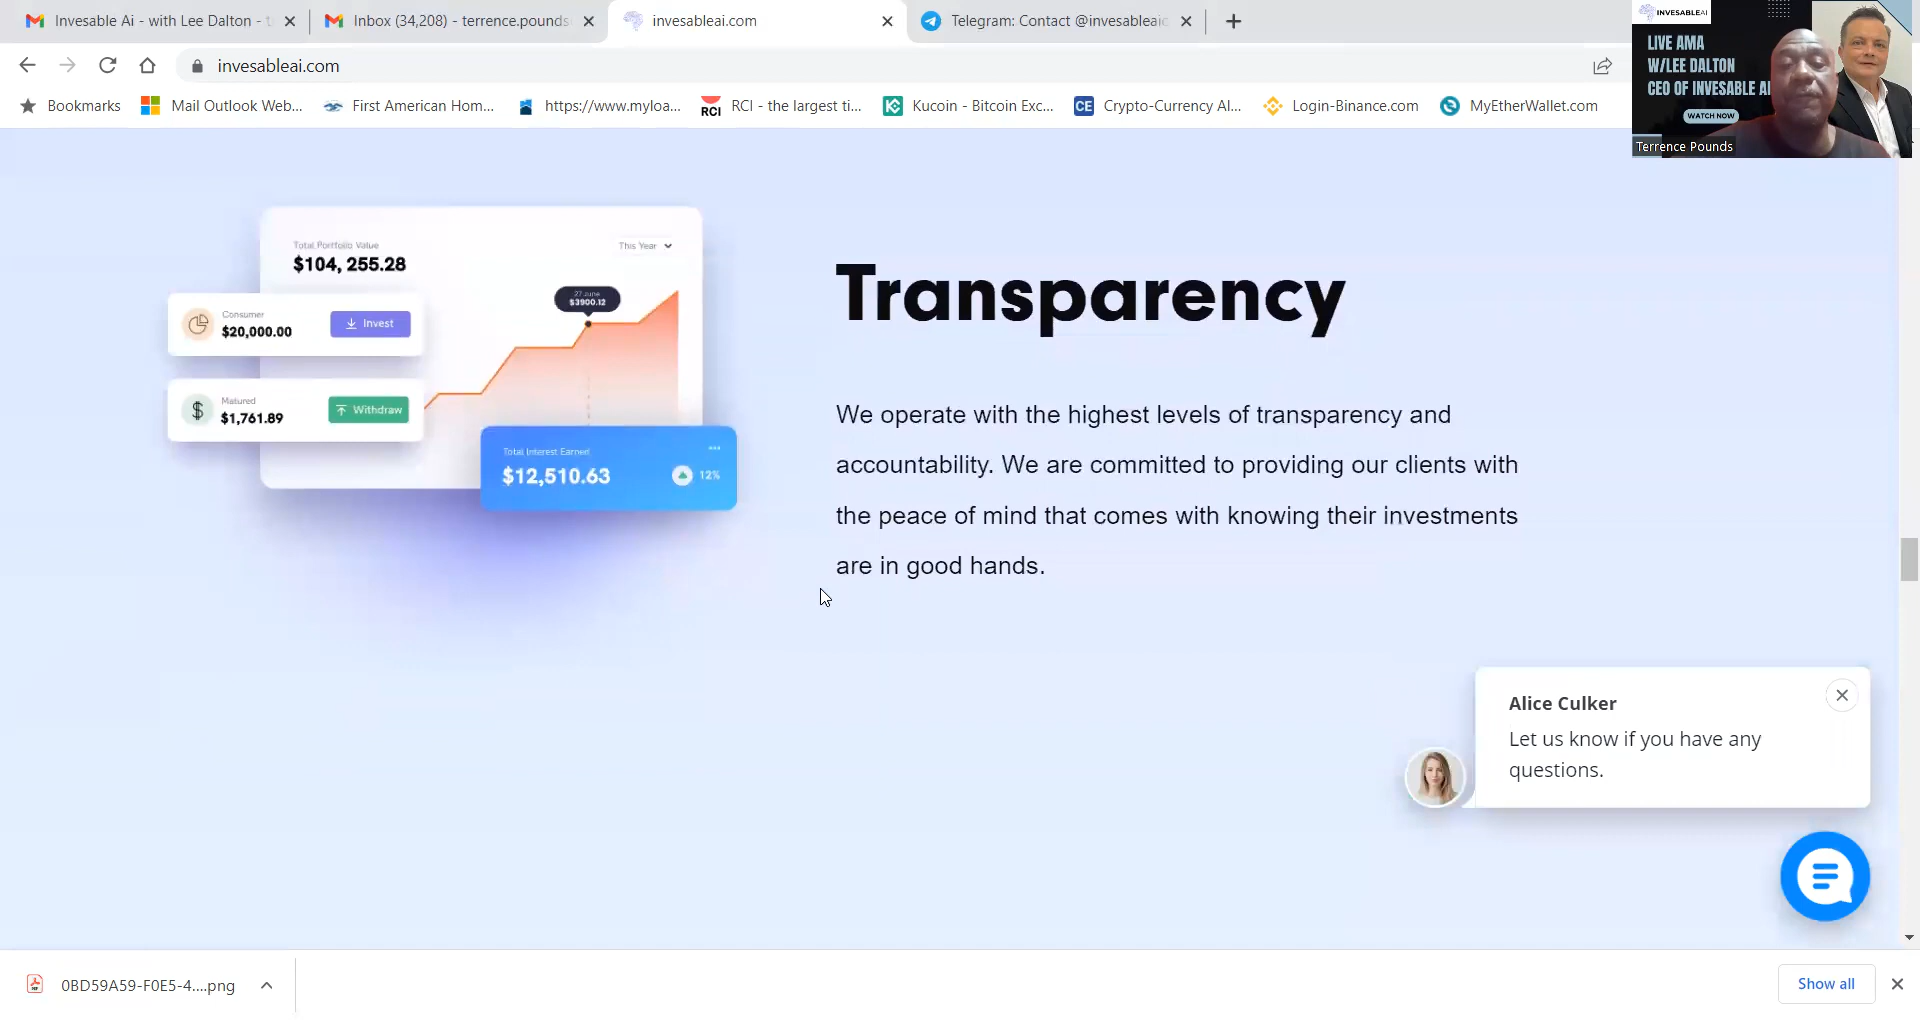 Invesable Ai - with Lee Dalton - t
Inbox (34,208) - terrence.pounds
invesableai.com
Telegram: Contact @invesableaic
invesableai.com
Bookmarks
Mail Outlook Web...
First American Hom...
https://www.myloa...
RCI
RCI - the largest ti...
Kucoin - Bitcoin Exc...
CE
Crypto-Currency Al...
Login-Binance.com
MyEtherWallet.com
INVESABLEAI
LIVE AMA
W/LEE DALTON
CEO OF INVESABLE AI
WATCH NOW
Terrence Pounds
Total Portfolio Value
$104, 255.28
This Year
27 June
$3900.12
Consumer
$20,000.00
Invest
Matured
$1,761.89
Withdraw
Total Interest Earned
$12,510.63
12%
Transparency
We operate with the highest levels of transparency and
accountability. We are committed to providing our clients with
the peace of mind that comes with knowing their investments
are in good hands.
Alice Culker
Let us know if you have any
questions.
0BD59A59-F0E5-4....png
Show all